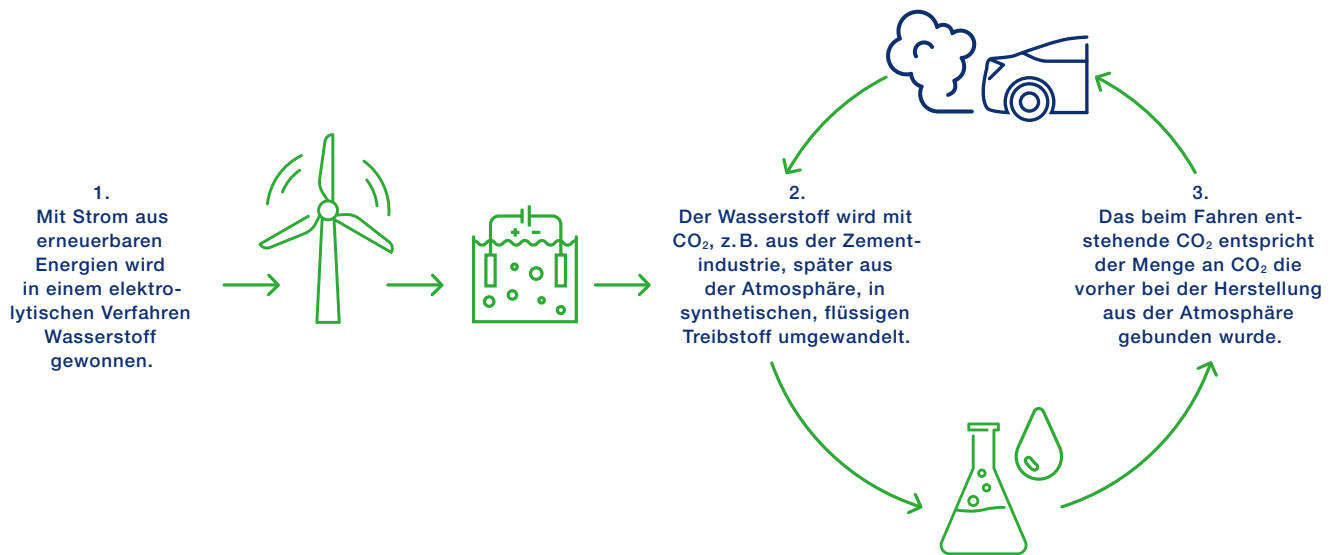 1.
Mit Strom aus
erneuerbaren
Energien wird
in einem elektro-
lytischen Verfahren
Wasserstoff
gewonnen.
+ −
2.
Der Wasserstoff wird mit
CO₂, z. B. aus der Zement-
industrie, später aus
der Atmosphäre, in
synthetischen, flüssigen
Treibstoff umgewandelt.
3.
Das beim Fahren ent-
stehende CO₂ entspricht
der Menge an CO₂ die
vorher bei der Herstellung
aus der Atmosphäre
gebunden wurde.